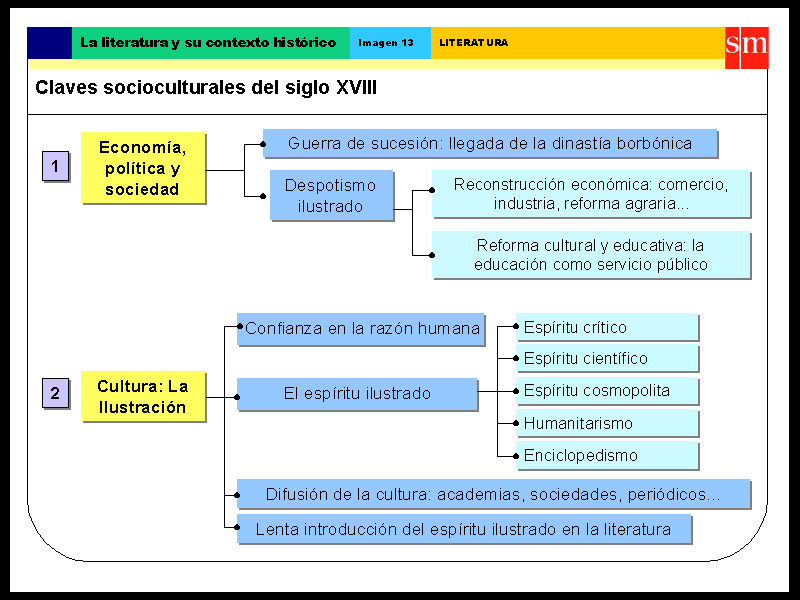 La literatura y su contexto histórico
Imagen 13
LITERATURA
sm
Claves socioculturales del siglo XVIII
1
Economía,
política y
sociedad
Guerra de sucesión: llegada de la dinastía borbónica
Despotismo
ilustrado
Reconstrucción económica: comercio,
industria, reforma agraria...
Reforma cultural y educativa: la
educación como servicio público
2
Cultura: La
Ilustración
Confianza en la razón humana
El espíritu ilustrado
Espíritu crítico
Espíritu científico
Espíritu cosmopolita
Humanitarismo
Enciclopedismo
Difusión de la cultura: academias, sociedades, periódicos...
Lenta introducción del espíritu ilustrado en la literatura